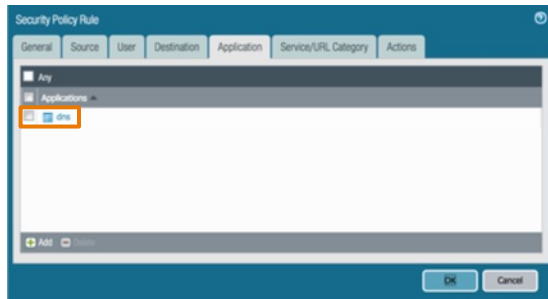 Security Policy Rule
General Source User Destination Application Service/URL Category Actions
Any
Applications
dns
Add Delete
OK Cancel